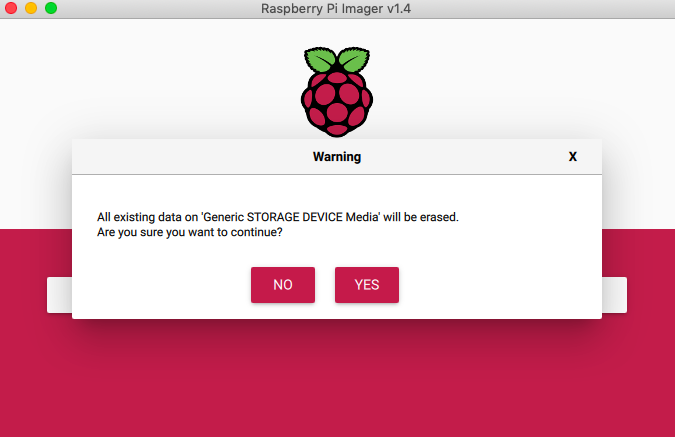 Raspberry Pi Imager v1.4
Warning
X
All existing data on 'Generic STORAGE DEVICE Media' will be erased.
Are you sure you want to continue?
NO
YES